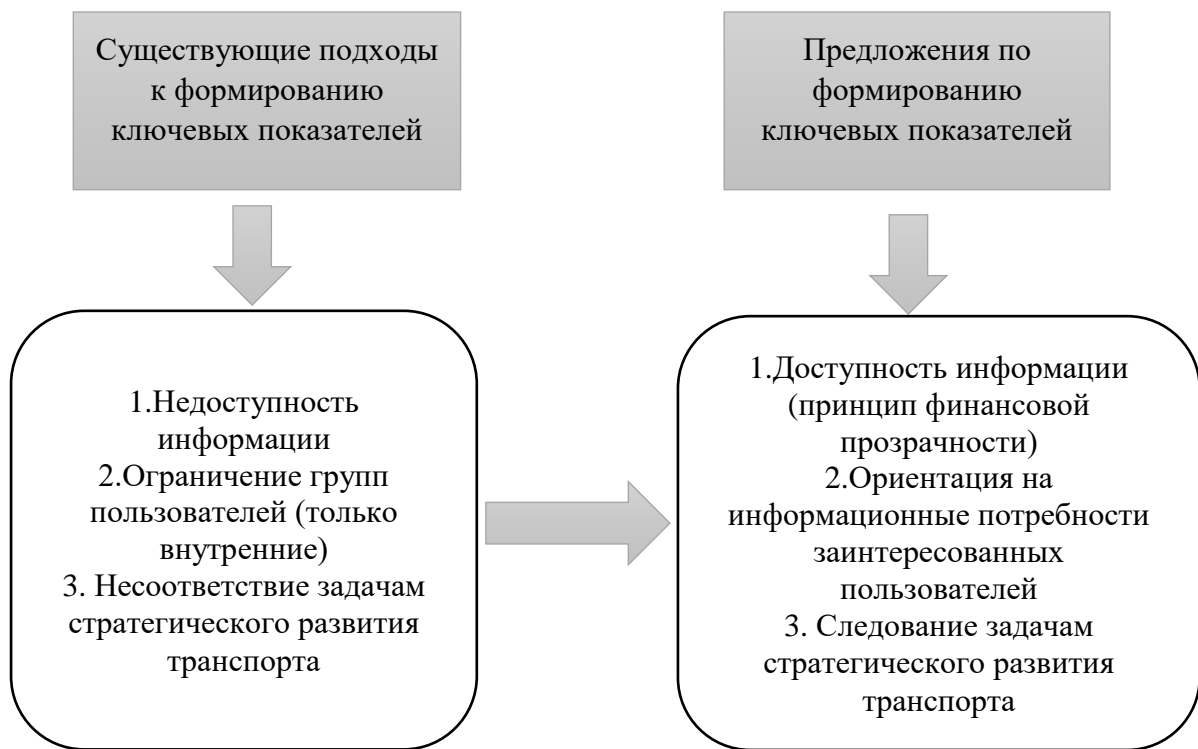 Существующие подходы
к формированию
ключевых показателей
Предложения по
формированию
ключевых показателей
1.Недоступность
информации
2.Ограничение групп
пользователей (только
внутренние)
3. Несоответствие задачам
стратегического развития
транспорта
1.Доступность информации
(принцип финансовой
прозрачности)
2.Ориентация на
информационные потребности
заинтересованных
пользователей
3. Следование задачам
стратегического развития
транспорта